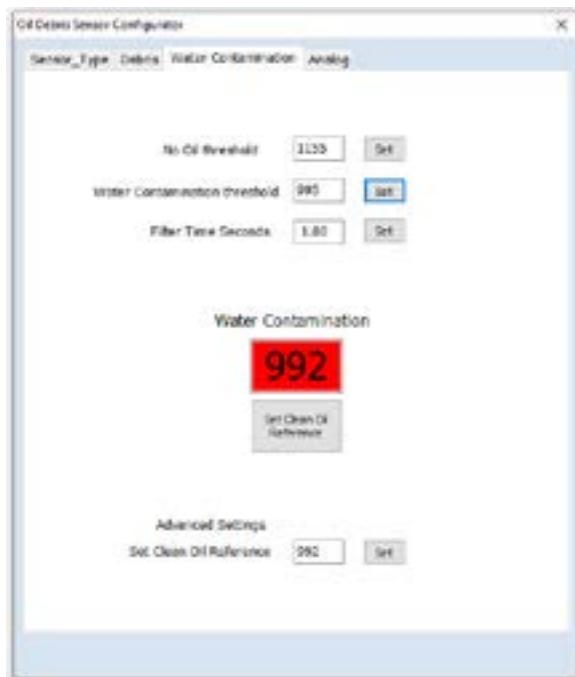 Oil Debris Sensor Configurator
Sensor_Type Debris Water Contamination Analog
No Oil threshold Set
Water Contamination threshold Set
Filter Time Seconds 1.00 Set
Water Contamination
992
Set Clean Oil
Reference
Advanced Settings
Set Clean Oil Reference 992 Set